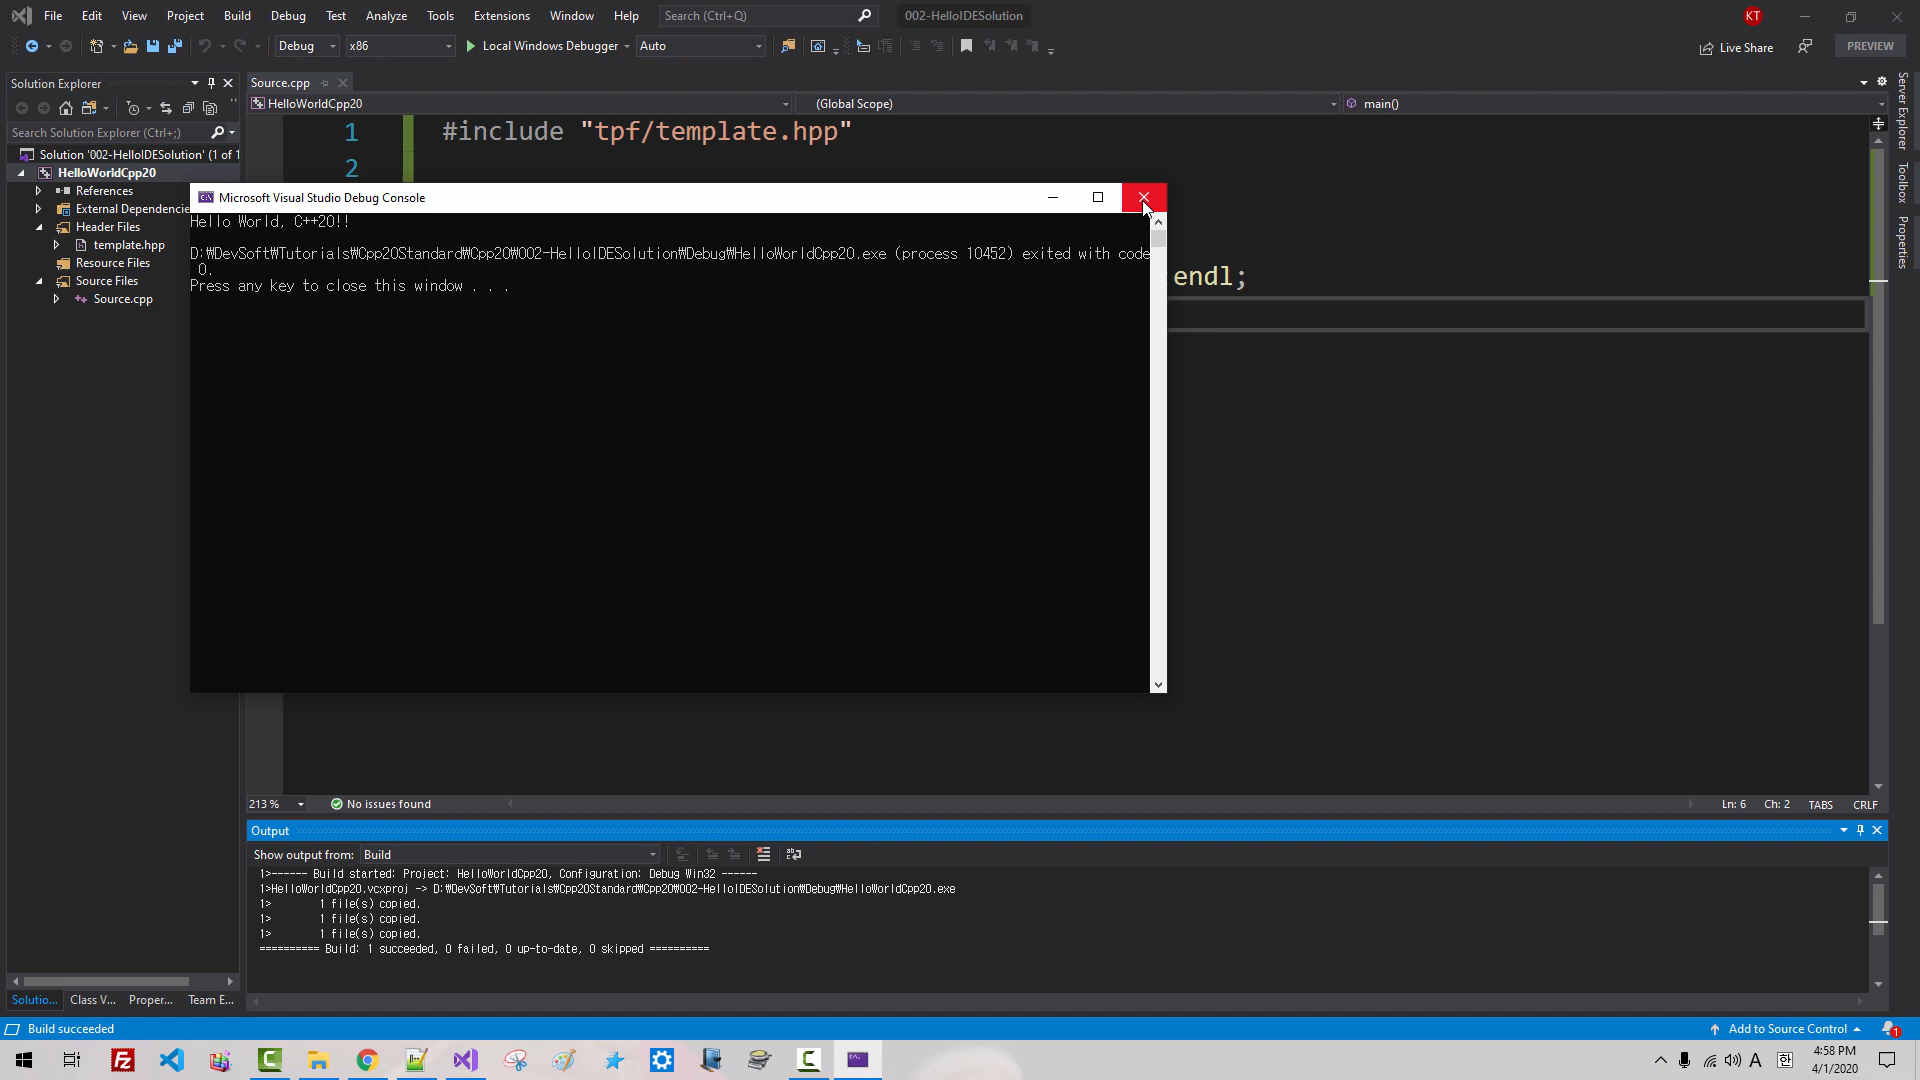 File Edit View Project Build Debug Test Analyze Tools Extensions Window Help Search (Ctrl+Q) 002-HelloIDESolution KT
Debug x86 Local Windows Debugger Auto Live Share PREVIEW
Solution Explorer
Search Solution Explorer (Ctrl+;)
Solution '002-HelloIDESolution' (1 of 1
HelloWorldCpp20
References
External Dependencie
Header Files
template.hpp
Resource Files
Source Files
Source.cpp
Source.cpp
HelloWorldCpp20 (Global Scope) main()
1 #include "tpf/template.hpp"
2
endl;
Microsoft Visual Studio Debug Console
Hello World, C++20!!
D:₩DevSoft₩Tutorials₩Cpp20Standard₩Cpp20₩002-HelloIDESolution₩Debug₩HelloWorldCpp20.exe (process 10452) exited with code
0.
Press any key to close this window . . .
Server Explorer
Toolbox
Properties
213 % No issues found Ln: 6 Ch: 2 TABS CRLF
Output
Show output from: Build
1>------ Build started: Project: HelloWorldCpp20, Configuration: Debug Win32 ------
1>HelloWorldCpp20.vcxproj -> D:₩DevSoft₩Tutorials₩Cpp20Standard₩Cpp20₩002-HelloIDESolution₩Debug₩HelloWorldCpp20.exe
1> 1 file(s) copied.
1> 1 file(s) copied.
1> 1 file(s) copied.
========== Build: 1 succeeded, 0 failed, 0 up-to-date, 0 skipped ==========
Solutio... Class V... Proper... Team E...
Build succeeded Add to Source Control 1
A 한 4:58 PM
4/1/2020